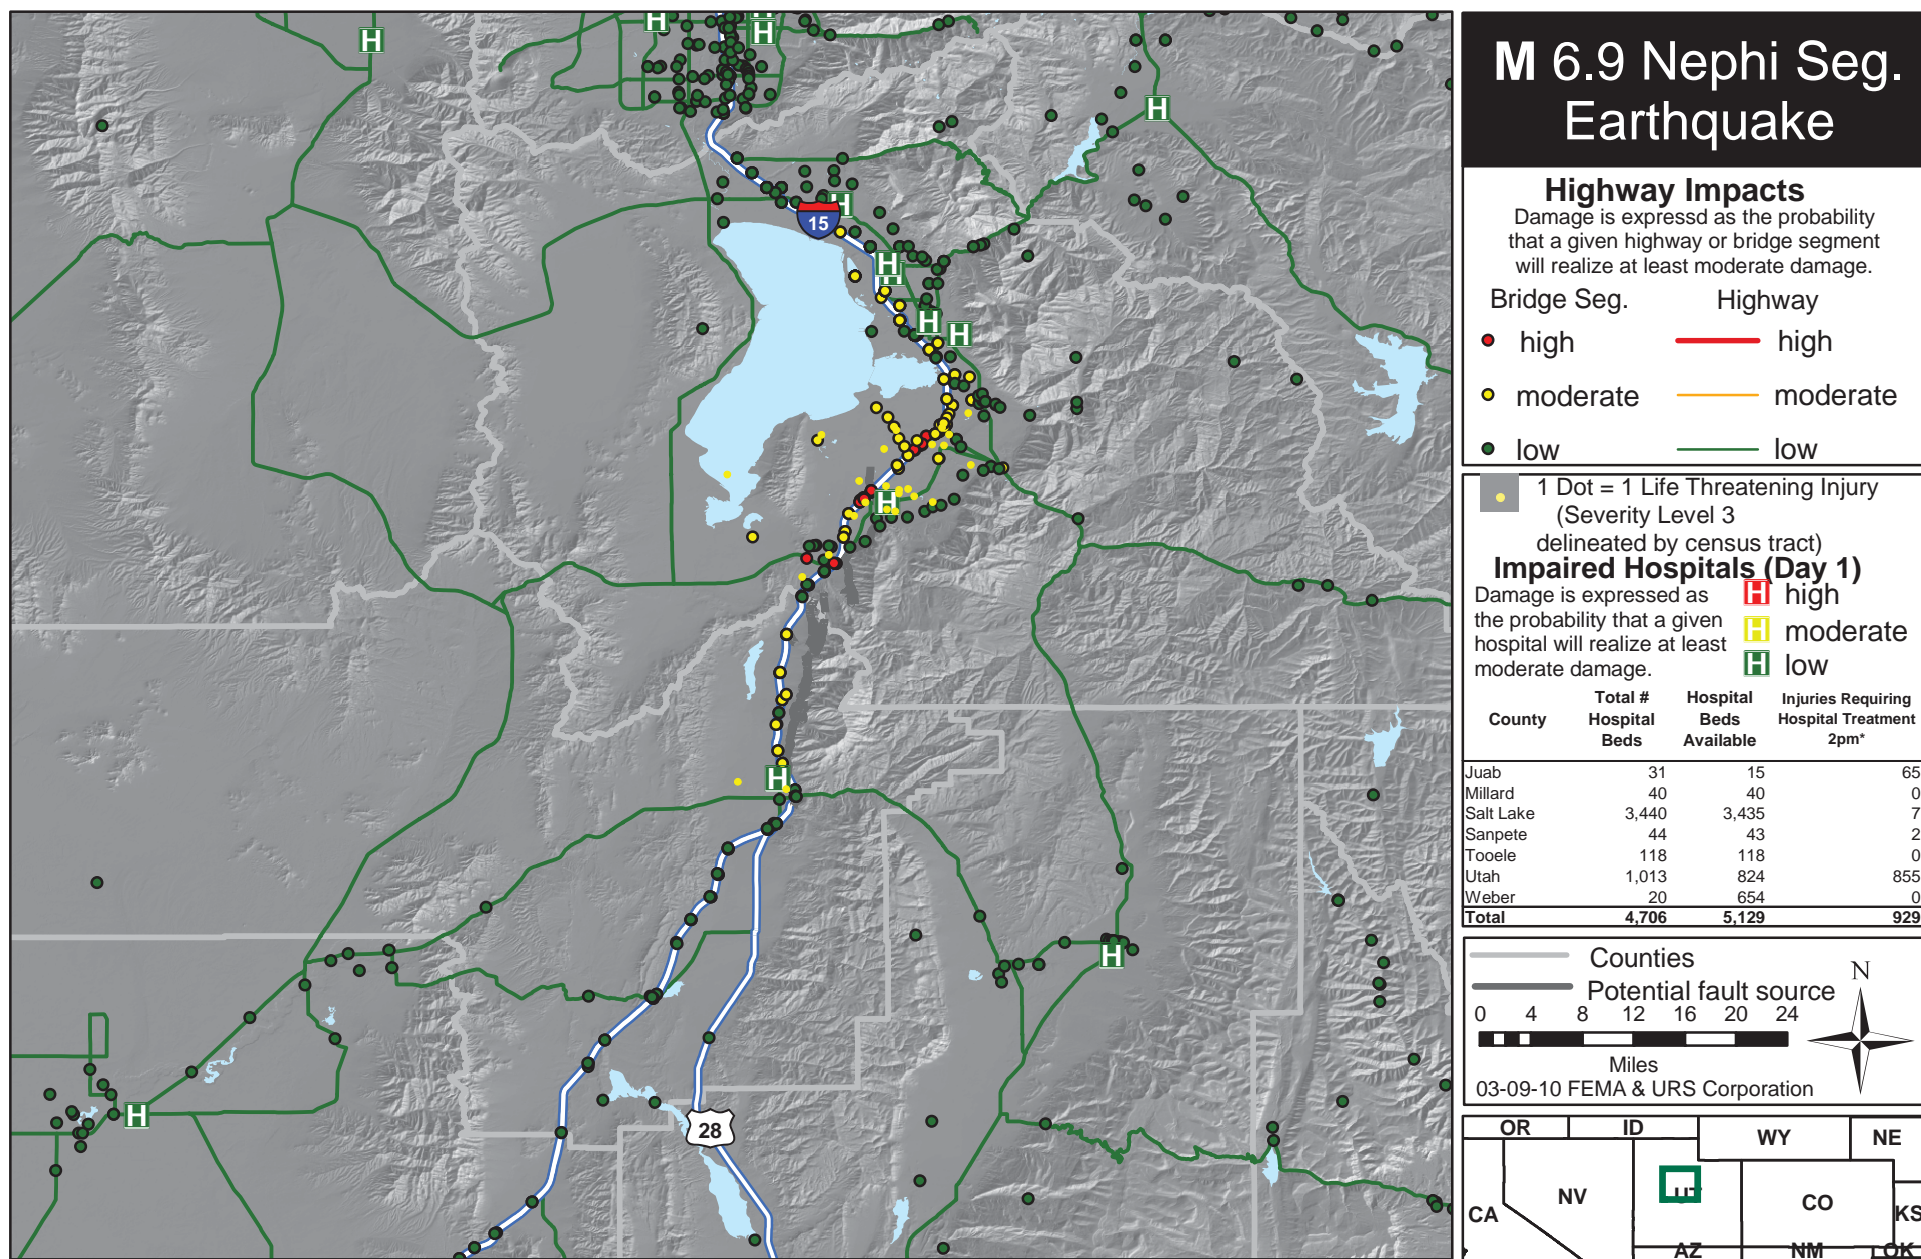 M 6.9 Nephi Seg.
Earthquake
Highway Impacts
Damage is expressd as the probability
that a given highway or bridge segment
will realize at least moderate damage.
Bridge Seg. Highway
high high
moderate moderate
low low
1 Dot = 1 Life Threatening Injury
(Severity Level 3
delineated by census tract)
Impaired Hospitals (Day 1)
Damage is expressed as
the probability that a given
hospital will realize at least
moderate damage.
H high
H moderate
H low
County Total # Hospital Beds Hospital Beds Available Injuries Requiring Hospital Treatment 2pm*
Juab 31 15 65
Millard 40 40 0
Salt Lake 3,440 3,435 7
Sanpete 44 43 2
Tooele 118 118 0
Utah 1,013 824 855
Weber 20 654 0
Total 4,706 5,129 929
Counties
Potential fault source
N
0 4 8 12 16 20 24
Miles
03-09-10 FEMA & URS Corporation
OR ID WY NE
NV UT CO
CA KS
AZ NM OK
H
H
H
H
H
H
15
H
H
H
H
H
H
H
H
H
28